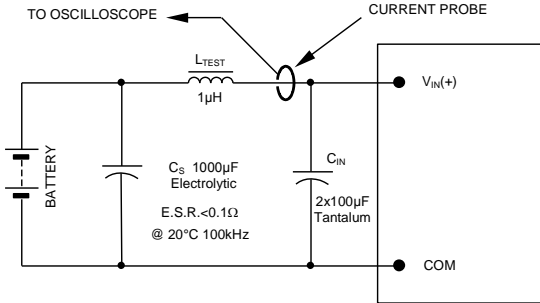 TO OSCILLOSCOPE
CURRENT PROBE
LTEST
1µH
VIN(+)
BATTERY
CS 1000µF
Electrolytic
E.S.R.<0.1Ω
@ 20°C 100kHz
CIN
2x100µF
Tantalum
COM